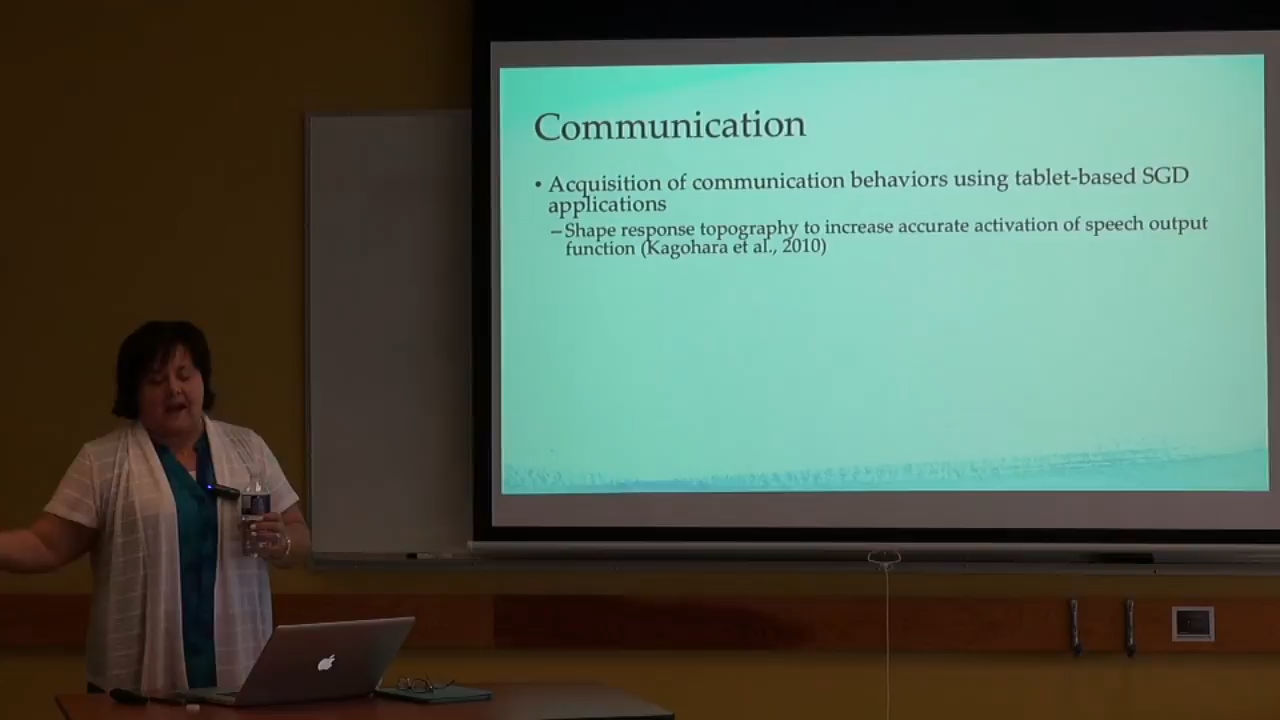 Communication
• Acquisition of communication behaviors using tablet-based SGD
applications
–Shape response topography to increase accurate activation of speech output
function (Kagohara et al., 2010)